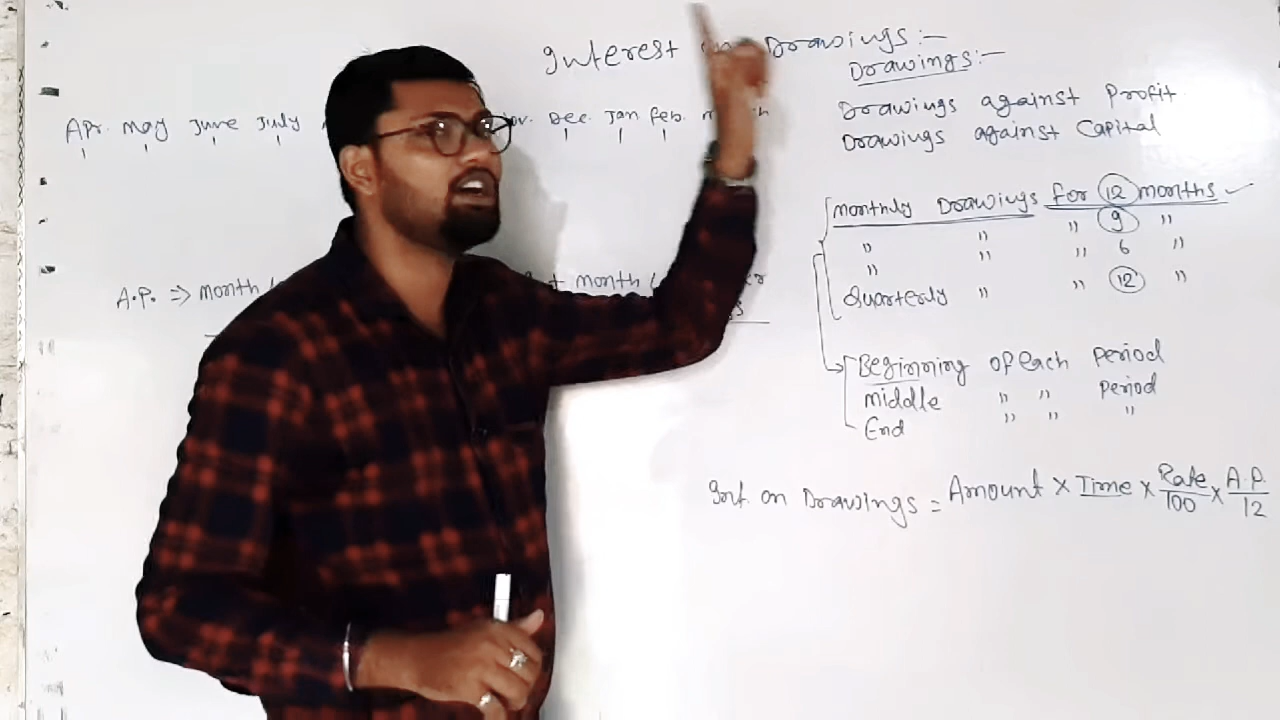 Interest on Drawings :-
Drawings :-
Apr. May June July Dec. Jan Feb.
Drawings against Profit
Drawings against Capital
Monthly Drawings for 12 months ✓
" " " 9 "
" " " 6 "
Quarterly " " 12 "
A.P. => month month
Beginning of each Period
Middle " " Period
End " " "
Int. on Drawings = Amount × Time × Rate/100 × A.P./12